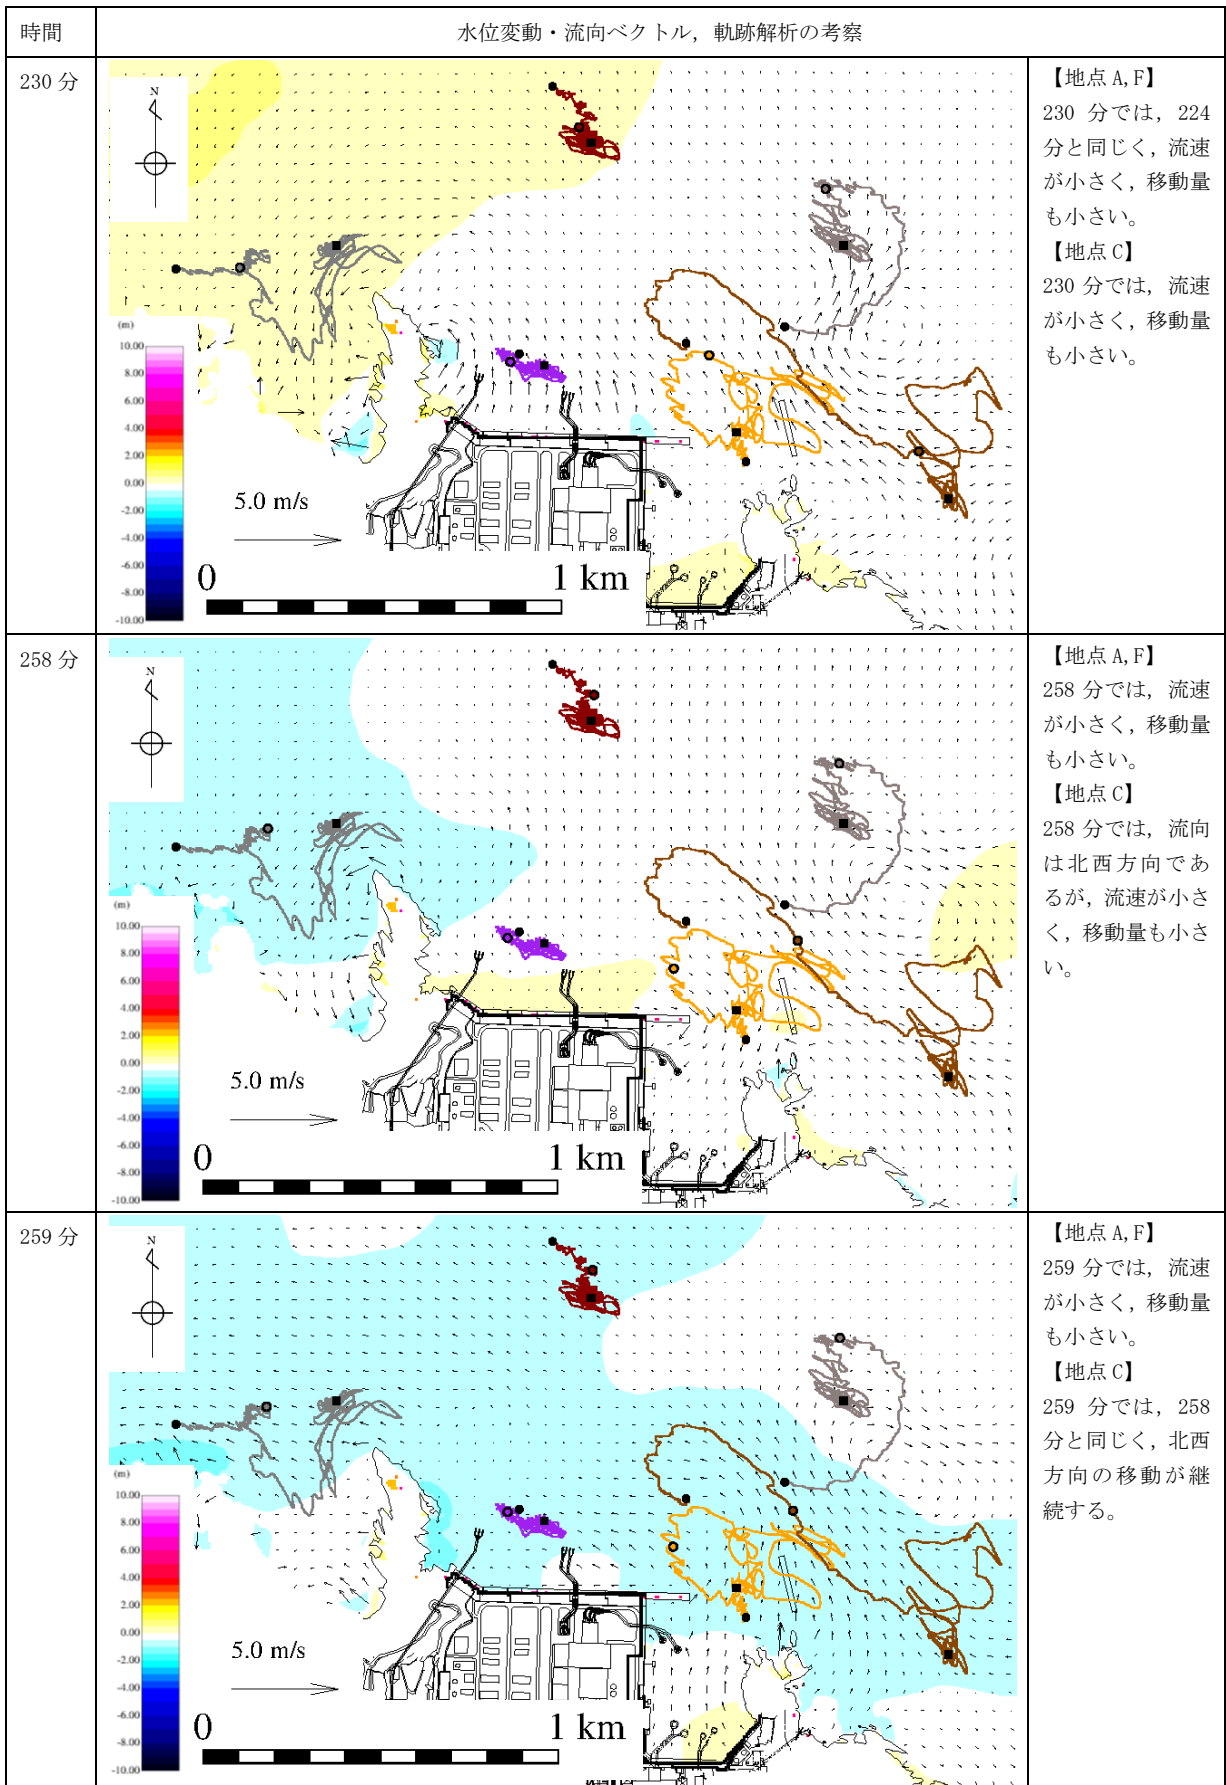 時間
水位変動・流向ベクトル，軌跡解析の考察
230 分
N
(m)
10.00
8.00
6.00
4.00
2.00
0.00
-2.00
-4.00
-6.00
-8.00
-10.00
5.0 m/s
0
1 km
【地点 A,F】
230 分では，224
分と同じく，流速
が小さく，移動量
も小さい。
【地点 C】
230 分では，流速
が小さく，移動量
も小さい。
258 分
N
(m)
10.00
8.00
6.00
4.00
2.00
0.00
-2.00
-4.00
-6.00
-8.00
-10.00
5.0 m/s
0
1 km
【地点 A,F】
258 分では，流速
が小さく，移動量
も小さい。
【地点 C】
258 分では，流向
は北西方向であ
るが，流速が小さ
く，移動量も小さ
い。
259 分
N
(m)
10.00
8.00
6.00
4.00
2.00
0.00
-2.00
-4.00
-6.00
-8.00
-10.00
5.0 m/s
0
1 km
【地点 A,F】
259 分では，流速
が小さく，移動量
も小さい。
【地点 C】
259 分では，258
分と同じく，北西
方向の移動が継
続する。